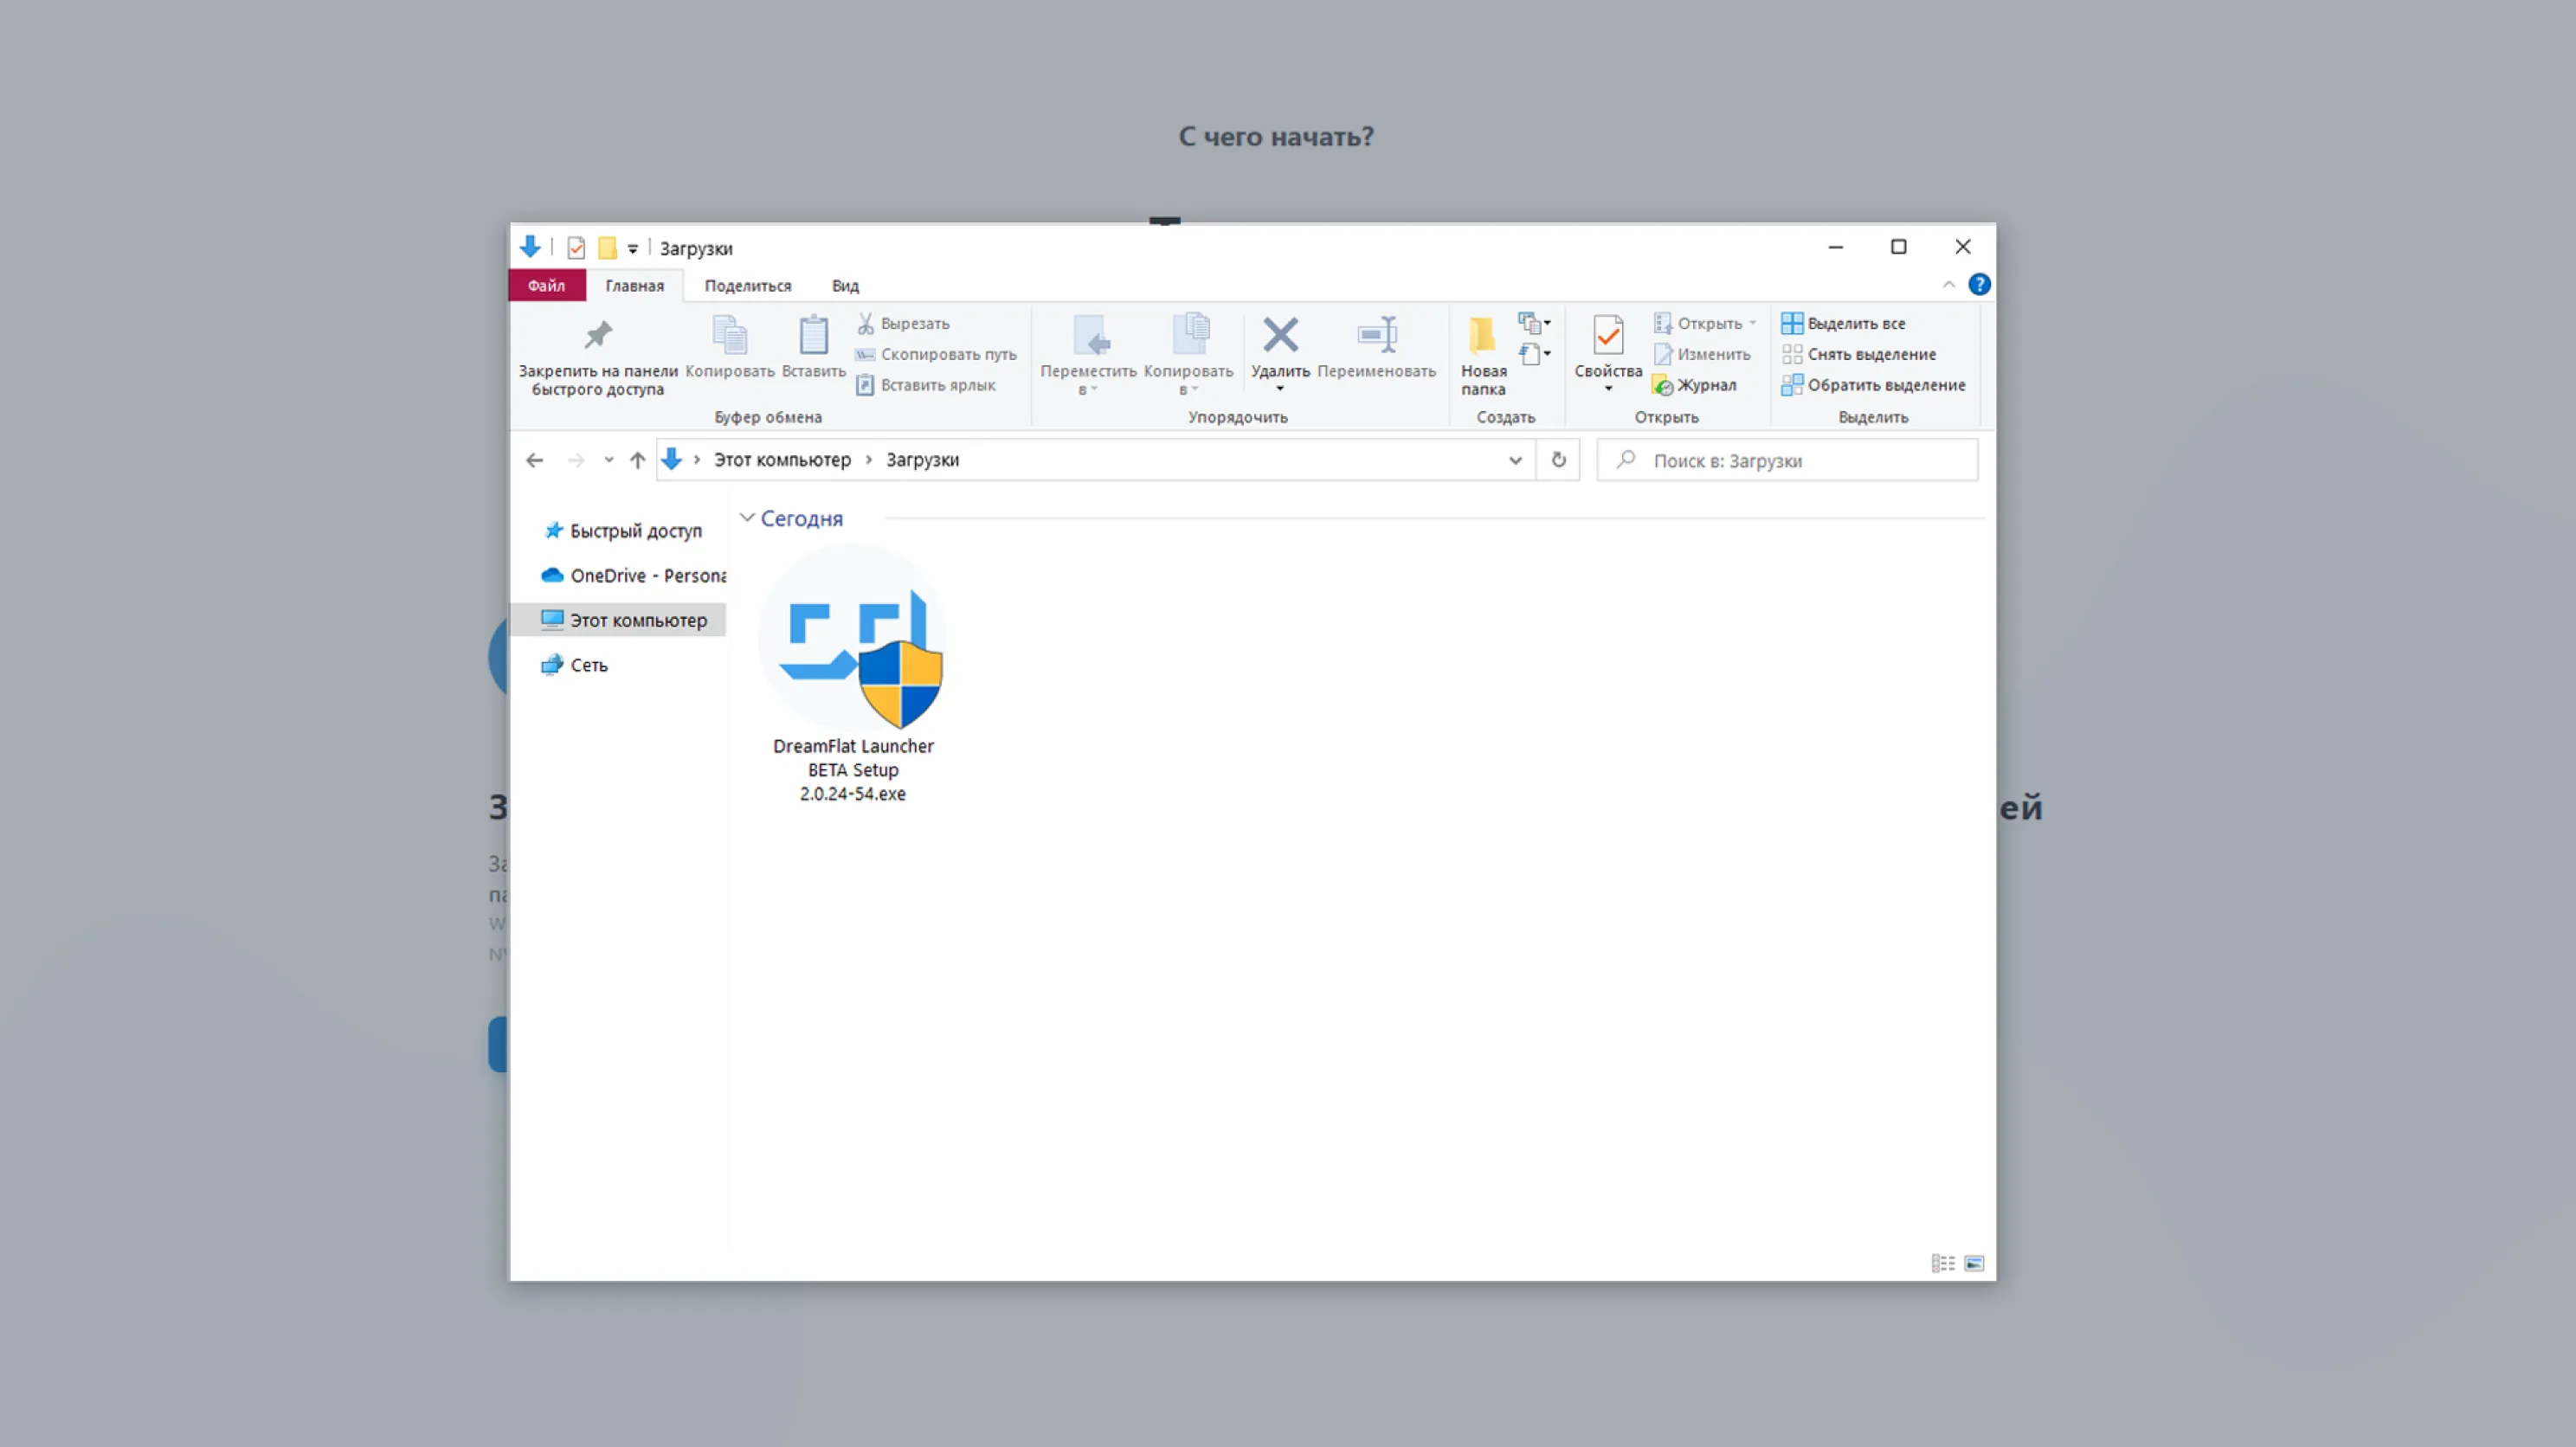 С чего начать?
Загрузки
Файл Главная Поделиться Вид
Закрепить на панели быстрого доступа
Копировать
Вставить
Вырезать
Скопировать путь
Вставить ярлык
Буфер обмена
Переместить в
Копировать в
Удалить
Переименовать
Упорядочить
Новая папка
Создать
Свойства
Открыть
Изменить
Журнал
Открыть
Выделить все
Снять выделение
Обратить выделение
Выделить
Этот компьютер › Загрузки
Поиск в: Загрузки
Быстрый доступ
OneDrive - Persona
Этот компьютер
Сеть
Сегодня
DreamFlat Launcher
BETA Setup
2.0.24-54.exe
ей